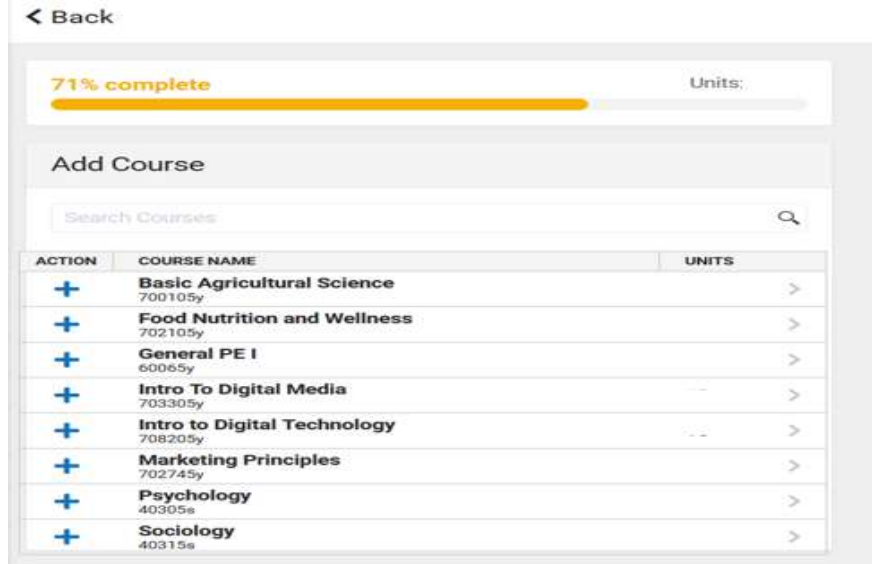 Back
71% complete Units:
Add Course
Search Courses
ACTION COURSE NAME UNITS
Basic Agricultural Science
700105y
Food Nutrition and Wellness
702105y
General PE I
60065y
Intro To Digital Media
703305y
Intro to Digital Technology
708205y
Marketing Principles
702745y
Psychology
40305s
Sociology
40315s